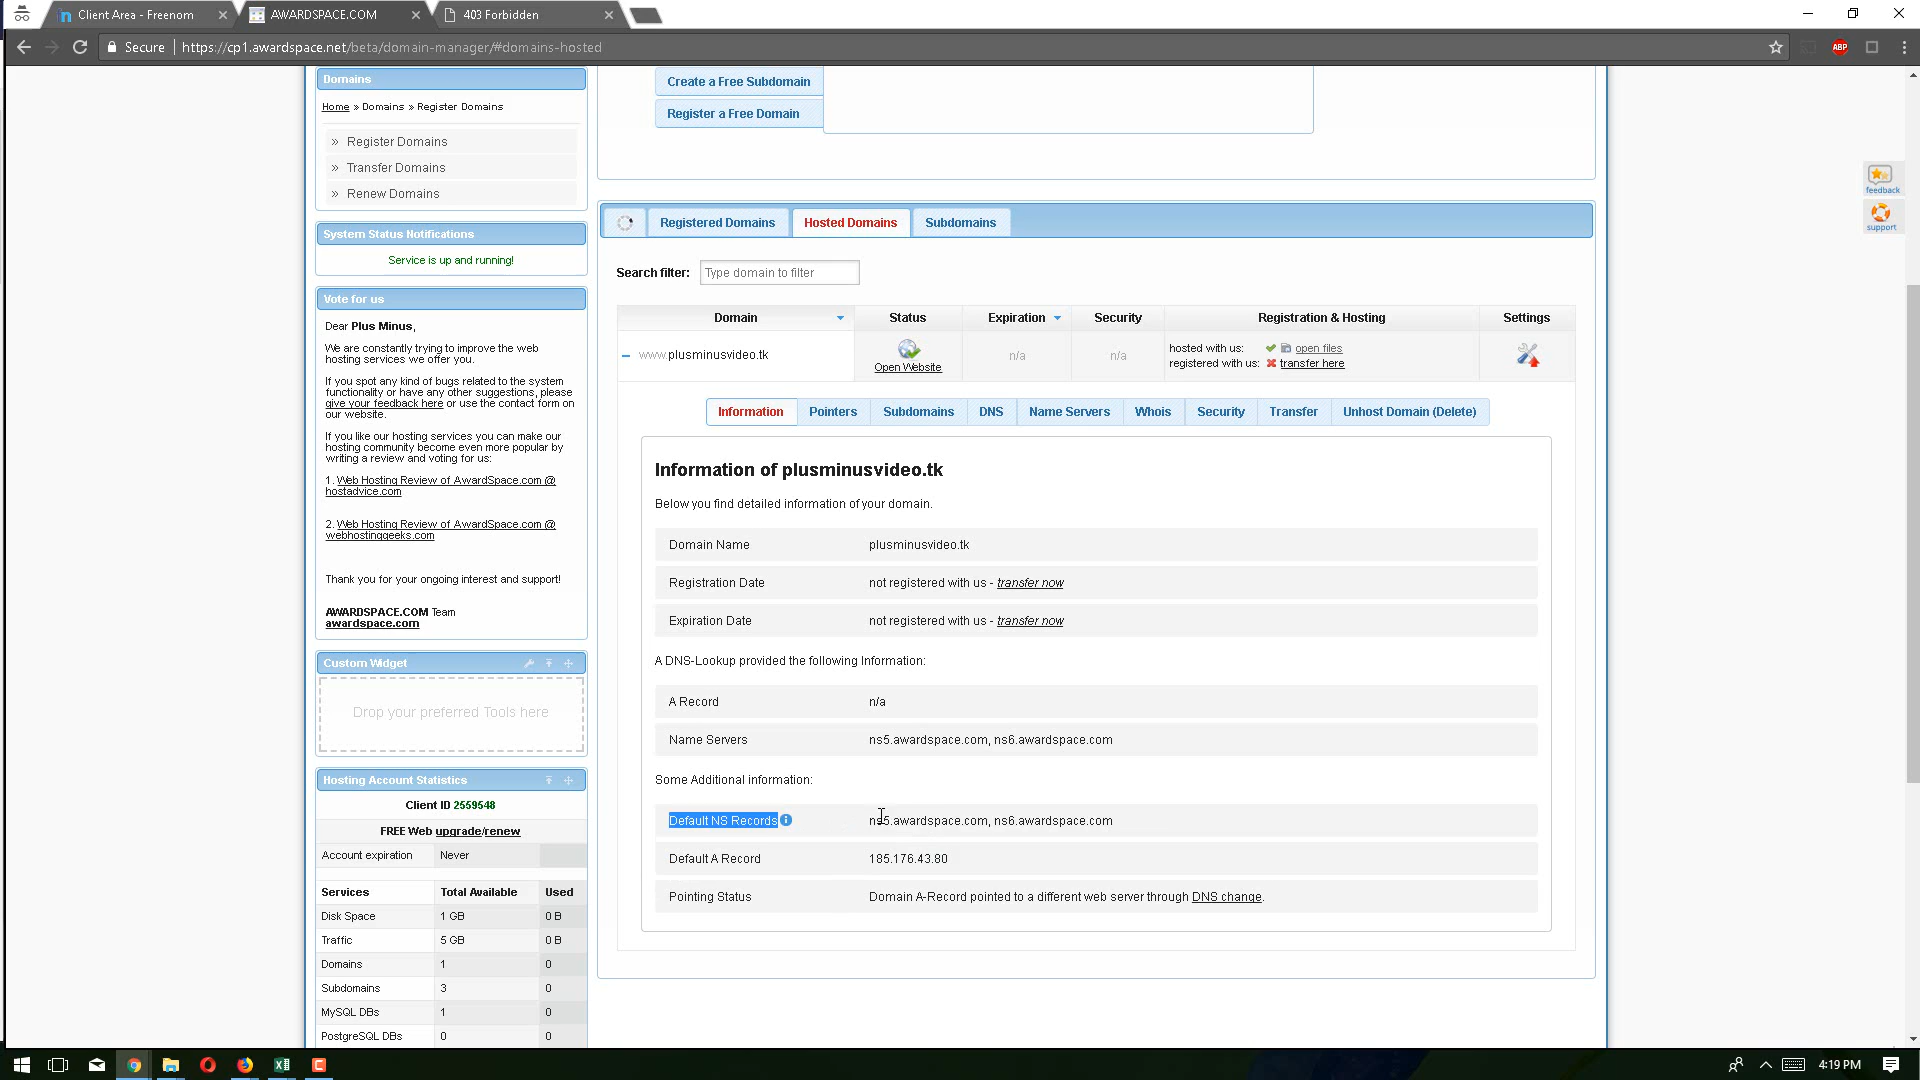 Client Area - Freenom
AWARDSPACE.COM
403 Forbidden
Secure
https://cp1.awardspace.net/beta/domain-manager/#domains-hosted
ABP
Domains
Home » Domains » Register Domains
» Register Domains
» Transfer Domains
» Renew Domains
System Status Notifications
Service is up and running!
Vote for us
Dear Plus Minus,
We are constantly trying to improve the web
hosting services we offer you.
If you spot any kind of bugs related to the system
functionality or have any other suggestions, please
give your feedback here or use the contact form on
our website.
If you like our hosting services you can make our
hosting community become even more popular by
writing a review and voting for us:
1. Web Hosting Review of AwardSpace.com @
hostadvice.com
2. Web Hosting Review of AwardSpace.com @
webhostinggeeks.com
Thank you for your ongoing interest and support!
AWARDSPACE.COM Team
awardspace.com
Custom Widget
Drop your preferred Tools here
Hosting Account Statistics
Client ID 2559548
FREE Web upgrade/renew
Account expiration Never
Services Total Available Used
Disk Space 1 GB 0 B
Traffic 5 GB 0 B
Domains 1 0
Subdomains 3 0
MySQL DBs 1 0
PostgreSQL DBs 0 0
Create a Free Subdomain
Register a Free Domain
Registered Domains
Hosted Domains
Subdomains
Search filter: Type domain to filter
Domain Status Expiration Security Registration & Hosting Settings
www.plusminusvideo.tk
Open Website
n/a
n/a
hosted with us: open files
registered with us: transfer here
Information Pointers Subdomains DNS Name Servers Whois Security Transfer Unhost Domain (Delete)
Information of plusminusvideo.tk
Below you find detailed information of your domain.
Domain Name plusminusvideo.tk
Registration Date not registered with us - transfer now
Expiration Date not registered with us - transfer now
A DNS-Lookup provided the following Information:
A Record n/a
Name Servers ns5.awardspace.com, ns6.awardspace.com
Some Additional information:
Default NS Records ns5.awardspace.com, ns6.awardspace.com
Default A Record 185.176.43.80
Pointing Status Domain A-Record pointed to a different web server through DNS change.
feedback
support
4:19 PM